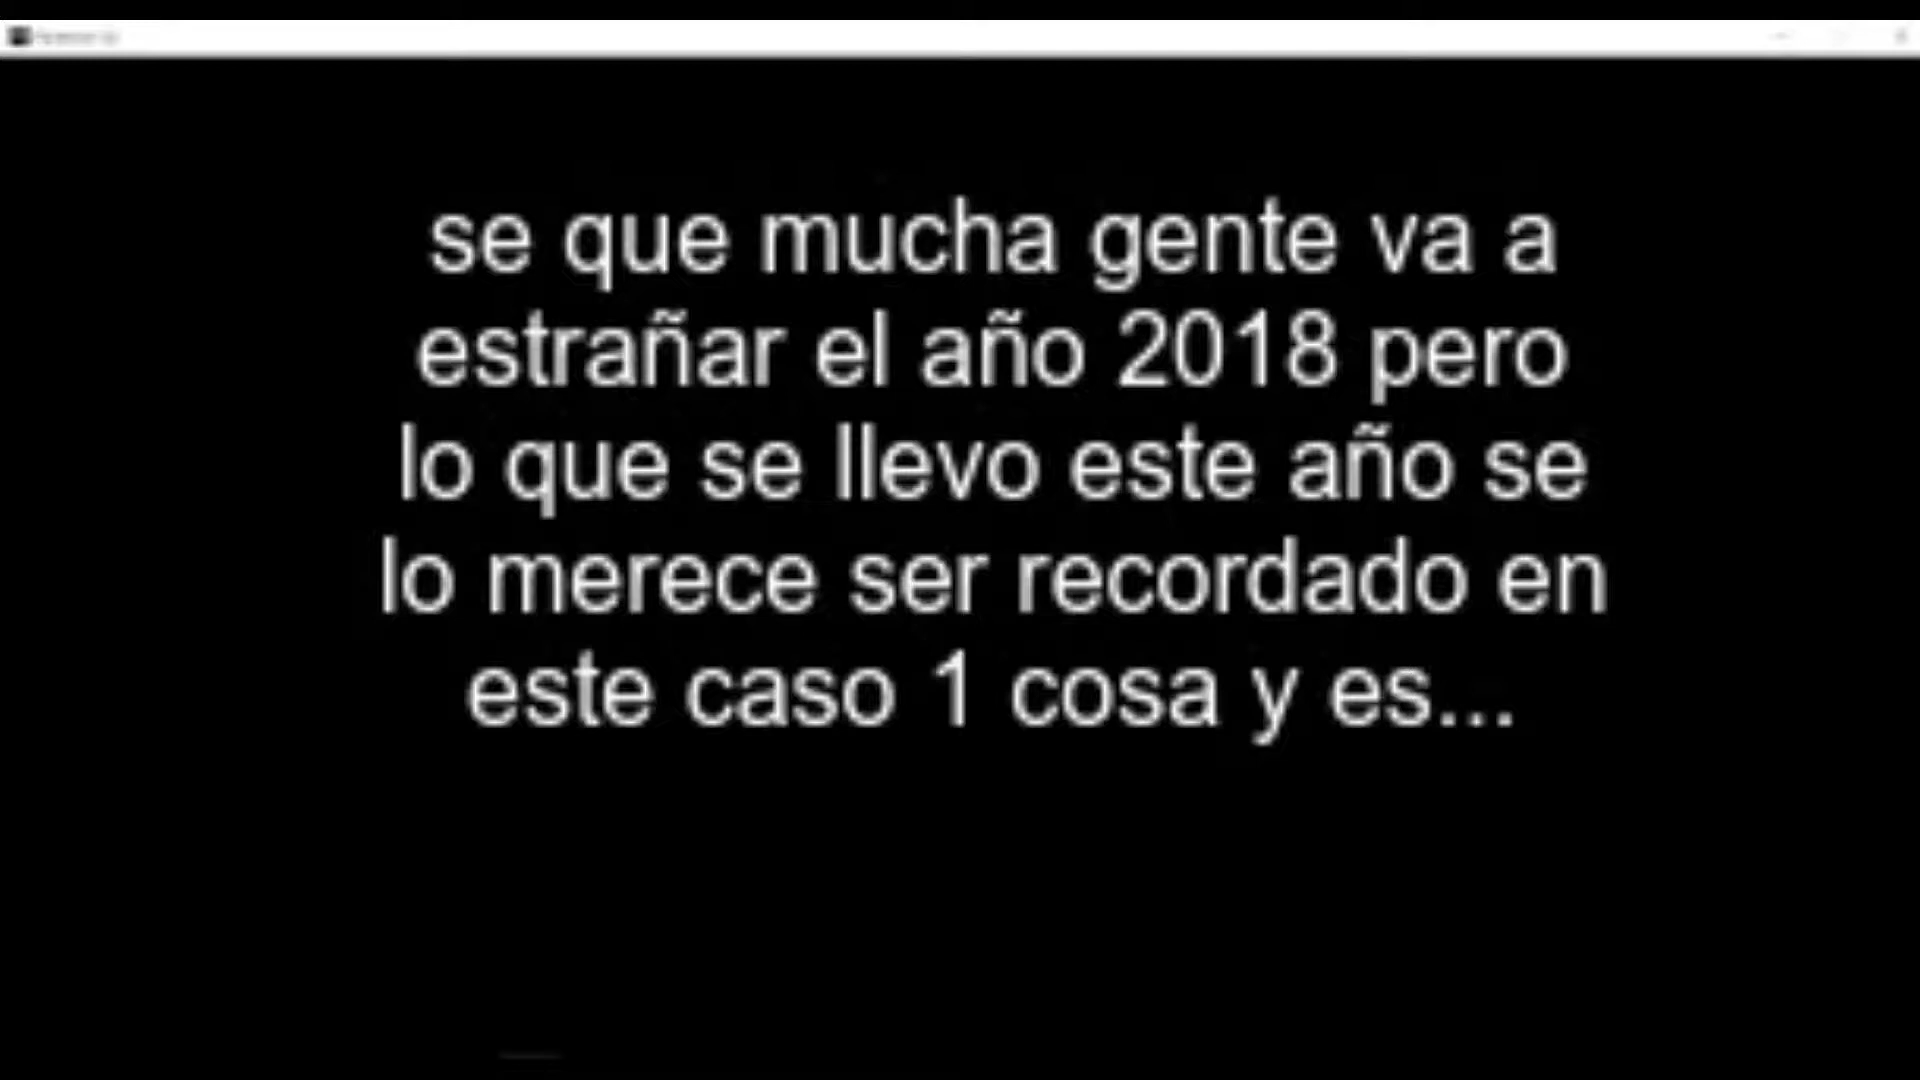 se que mucha gente va a
estrañar el año 2018 pero
lo que se llevo este año se
lo merece ser recordado en
este caso 1 cosa y es...